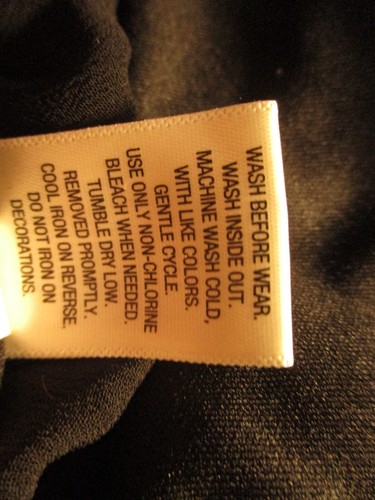 WASH BEFORE WEAR.
WASH INSIDE OUT.
MACHINE WASH COLD,
WITH LIKE COLORS.
GENTLE CYCLE.
USE ONLY NON-CHLORINE
BLEACH WHEN NEEDED.
TUMBLE DRY LOW.
REMOVED PROMPTLY.
COOL IRON ON REVERSE.
DO NOT IRON ON
DECORATIONS.